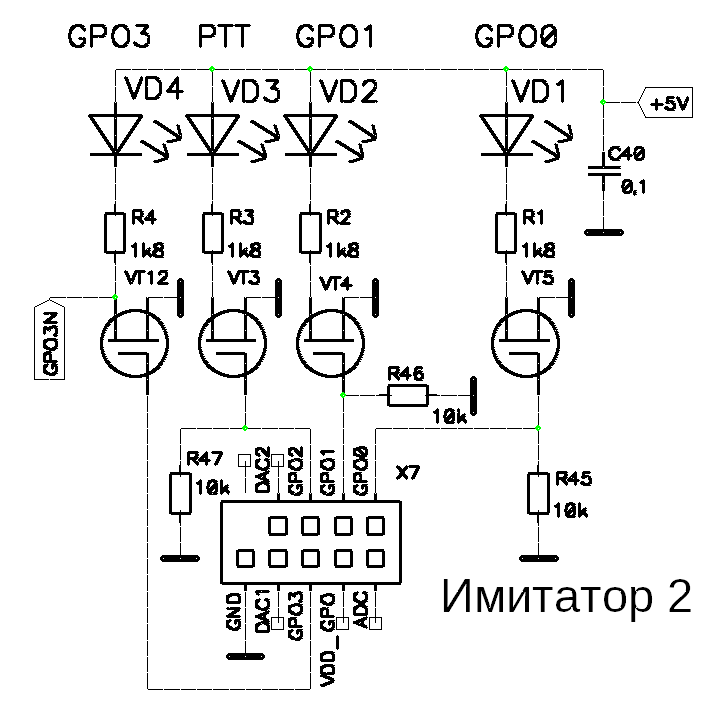 GPO3 PTT GPO1 GPO0
VD4 VD3 VD2 VD1
+5V
C40
0,1
R4 R3 R2 R1
1k8 1k8 1k8 1k8
VT12 VT3 VT4 VT5
GPO3N
R46
10k
R47
10k
DAC2 GPO2 GPO1 GPO0
X7
R45
10k
GND DAC1 GPO3 VDD_GPO ADC
Имитатор 2